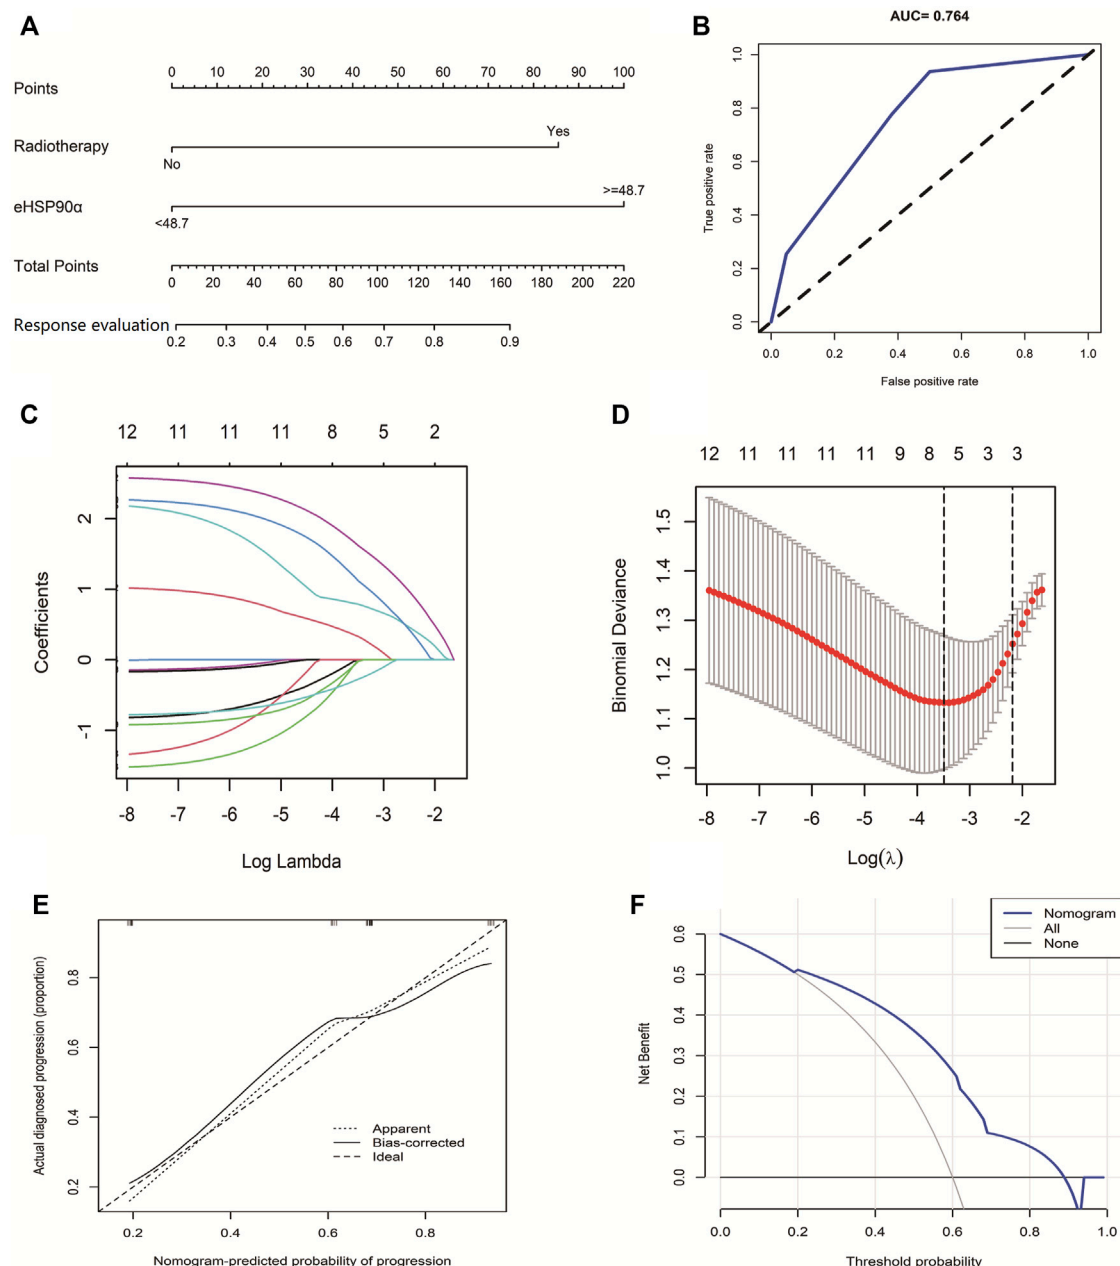 A
Points
0 10 20 30 40 50 60 70 80 90 100
Radiotherapy
Yes
No
eHSP90α
>=48.7
<48.7
Total Points
0 20 40 60 80 100 120 140 160 180 200 220
Response evaluation
0.2 0.3 0.4 0.5 0.6 0.7 0.8 0.9
B
AUC= 0.764
True positive rate
1.0
0.8
0.6
0.4
0.2
0.0
0.0 0.2 0.4 0.6 0.8 1.0
False positive rate
C
12 11 11 11 8 5 2
Coefficients
2
1
0
-1
-8 -7 -6 -5 -4 -3 -2
Log Lambda
D
12 11 11 11 11 9 8 5 3 3
Binomial Deviance
1.5
1.4
1.3
1.2
1.1
1.0
-8 -7 -6 -5 -4 -3 -2
Log(λ)
E
Actual diagnosed progression (proportion)
0.8
0.6
0.4
0.2
Apparent
Bias-corrected
Ideal
0.2 0.4 0.6 0.8
Nomogram-predicted probability of progression
F
Nomogram
All
None
Net Benefit
0.6
0.5
0.4
0.3
0.2
0.1
0.0
0.0 0.2 0.4 0.6 0.8 1.0
Threshold probability